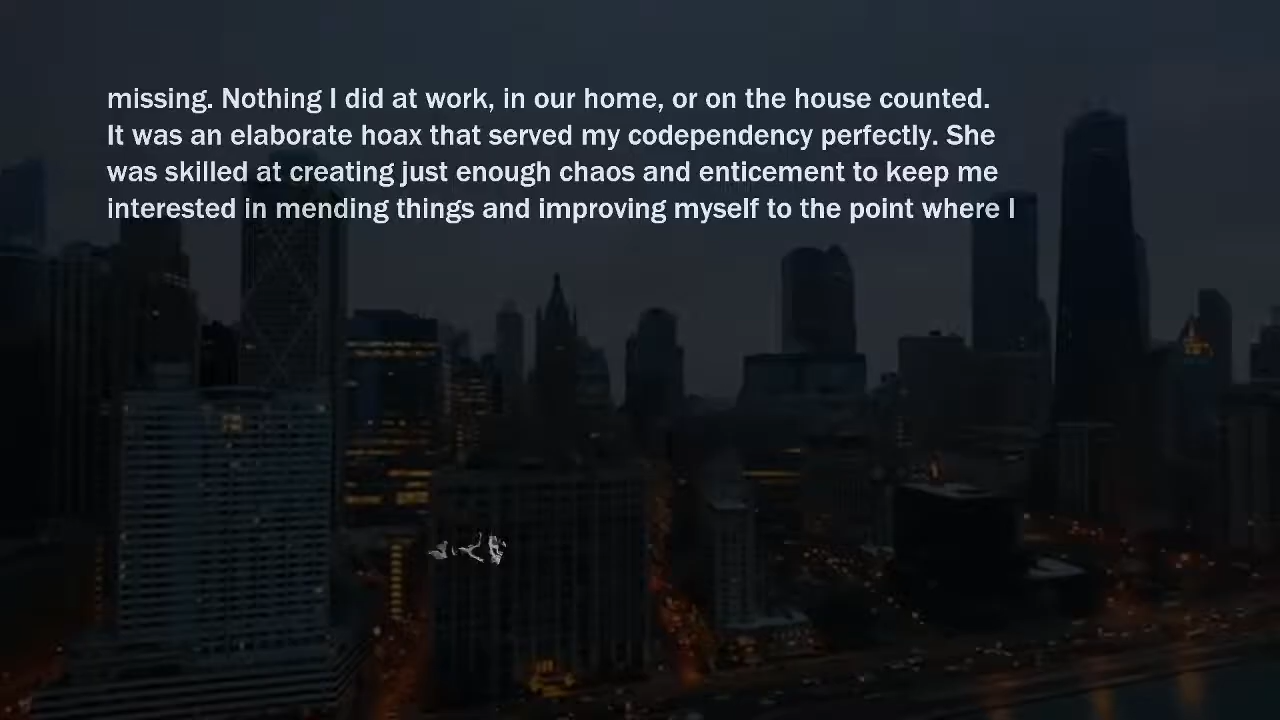 missing. Nothing I did at work, in our home, or on the house counted.
It was an elaborate hoax that served my codependency perfectly. She
was skilled at creating just enough chaos and enticement to keep me
interested in mending things and improving myself to the point where I